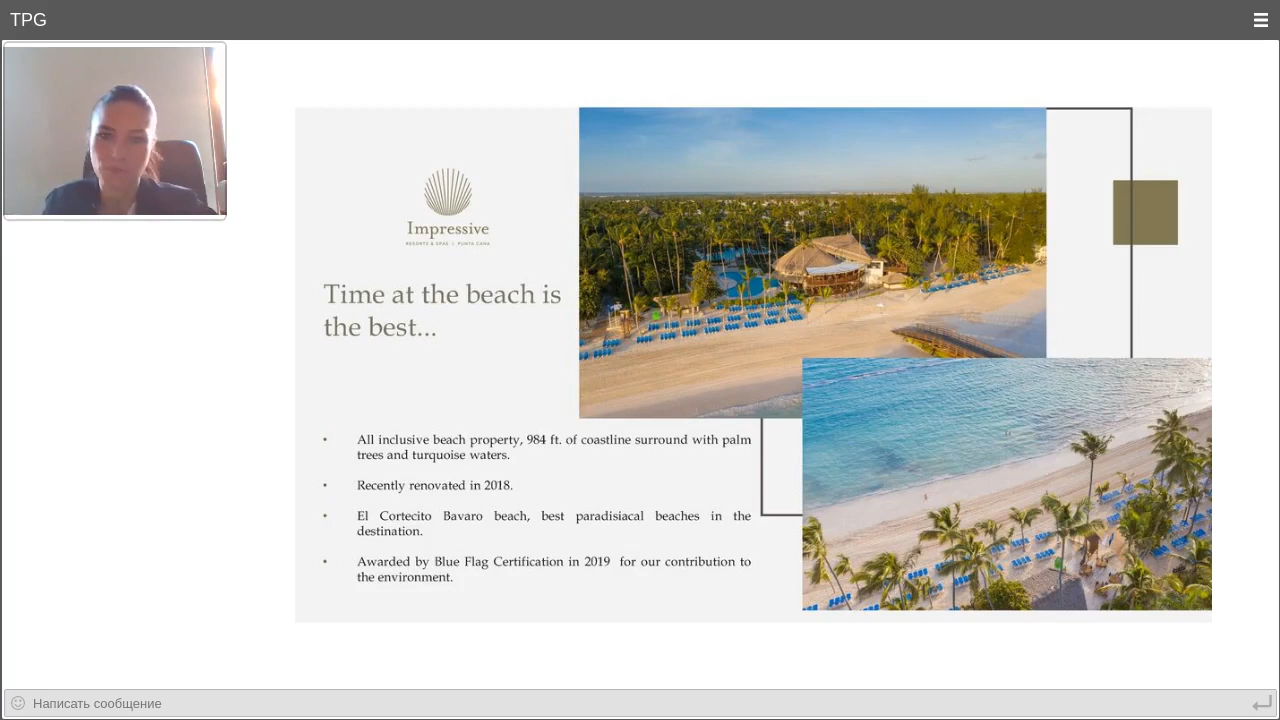 TPG
Impressive
RESORTS & SPAS | PUNTA CANA
Time at the beach is
the best...
• All inclusive beach property, 984 ft. of coastline surround with palm
trees and turquoise waters.
• Recently renovated in 2018.
• El Cortecito Bavaro beach, best paradisiacal beaches in the
destination.
• Awarded by Blue Flag Certification in 2019 for our contribution to
the environment.
Написать сообщение